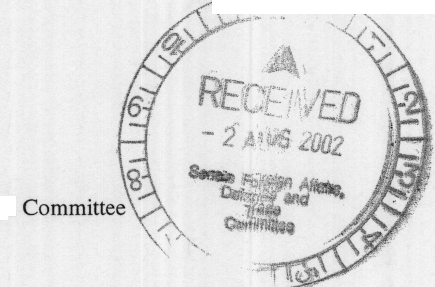 RECEIVED
- 2 AUG 2002
Senate Foreign Affairs,
Defence and
Trade
Committee
Committee